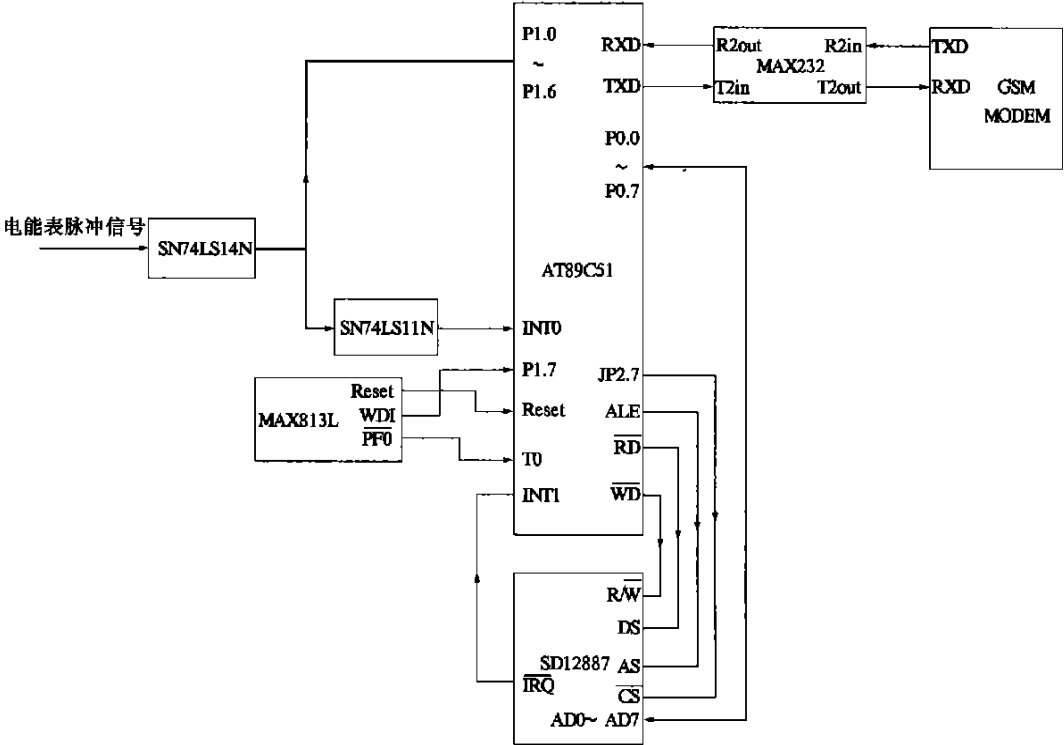 P1.0
~
P1.6
RXD
TXD
P0.0
~
P0.7
AT89C51
INT0
P1.7
Reset
T0
INT1
JP2.7
ALE
RD
WD
R2out R2in
MAX232
T2in T2out
TXD
RXD GSM
MODEM
电能表脉冲信号
SN74LS14N
SN74LS11N
Reset
MAX813L WDI
PF0
R/W
DS
SD12887 AS
IRQ CS
AD0~ AD7